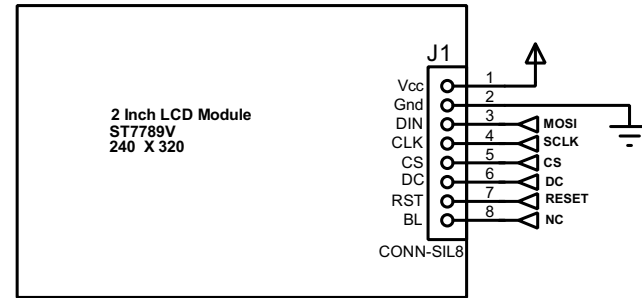 J1
2 Inch LCD Module
ST7789V
240 X 320
Vcc 1
Gnd 2
DIN 3 MOSI
CLK 4 SCLK
CS 5 CS
DC 6 DC
RST 7 RESET
BL 8 NC
CONN-SIL8